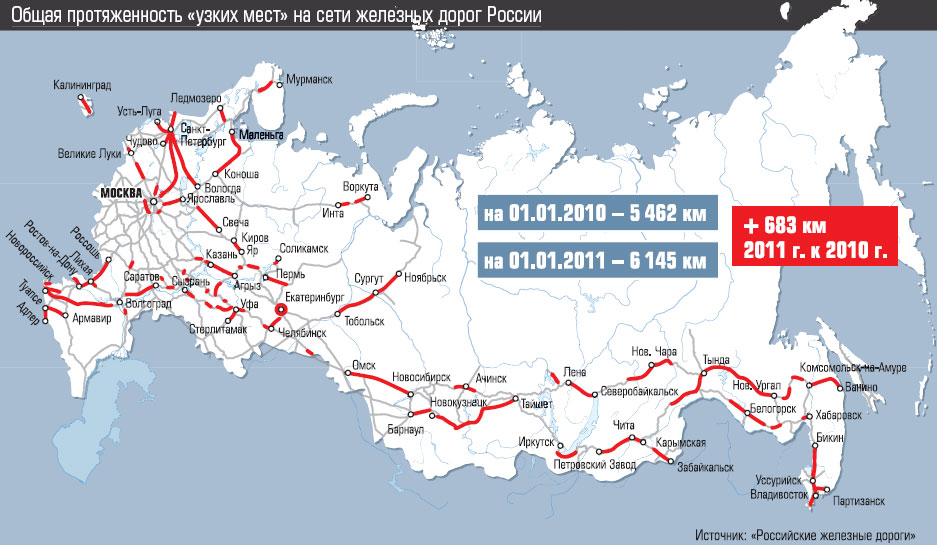 Общая протяженность «узких мест» на сети железных дорог России
Калининград
Мурманск
Ледмозеро
Усть-Луга
Санкт-
Петербург
Маленьга
Чудово
Великие Луки
Коноша
МОСКВА
Вологда
Ярославль
Воркута
Инта
на 01.01.2010 – 5 462 км
на 01.01.2011 – 6 145 км
+ 683 км
2011 г. к 2010 г.
Свеча
Киров
Яр
Соликамск
Казань
Пермь
Агрыз
Екатеринбург
Сургут
Ноябрьск
Тобольск
Россошь
Лихая
Ростов-на-Дону
Новороссийск
Туапсе
Адлер
Армавир
Саратов
Сызрань
Волгоград
Уфа
Стерлитамак
Челябинск
Омск
Новосибирск
Ачинск
Новокузнецк
Барнаул
Тайшет
Лена
Нов. Чара
Северобайкальск
Тында
Комсомольск-на-Амуре
Нов. Ургал
Ванино
Белогорск
Хабаровск
Иркутск
Чита
Карымская
Петровский Завод
Забайкальск
Бикин
Уссурийск
Владивосток
Партизанск
Источник: «Российские железные дороги»